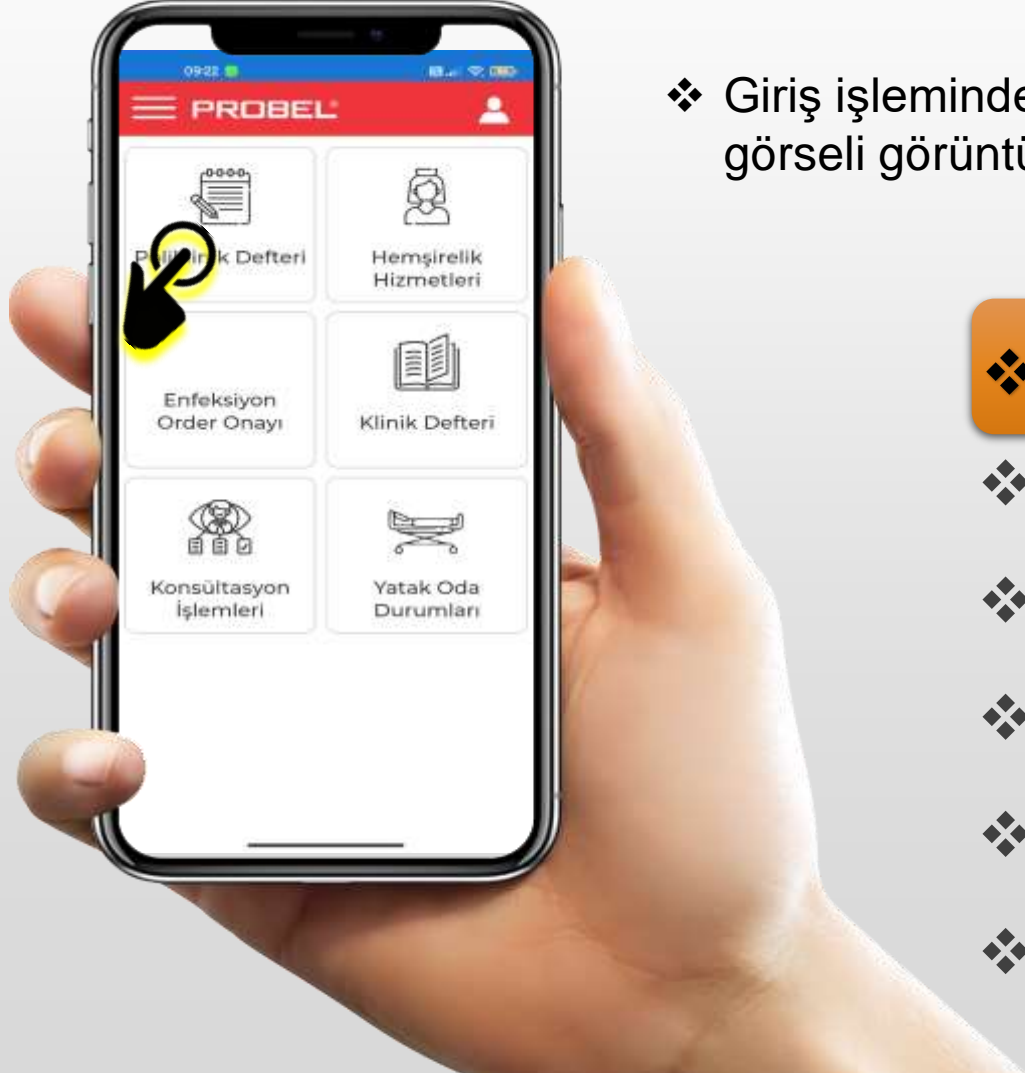 09:22
PROBEL
Giriş işleminde
görseli görüntü
Defteri
Hemşirelik
Hizmetleri
Enfeksiyon
Order Onayı
Klinik Defteri
Konsültasyon
İşlemleri
Yatak Oda
Durumları